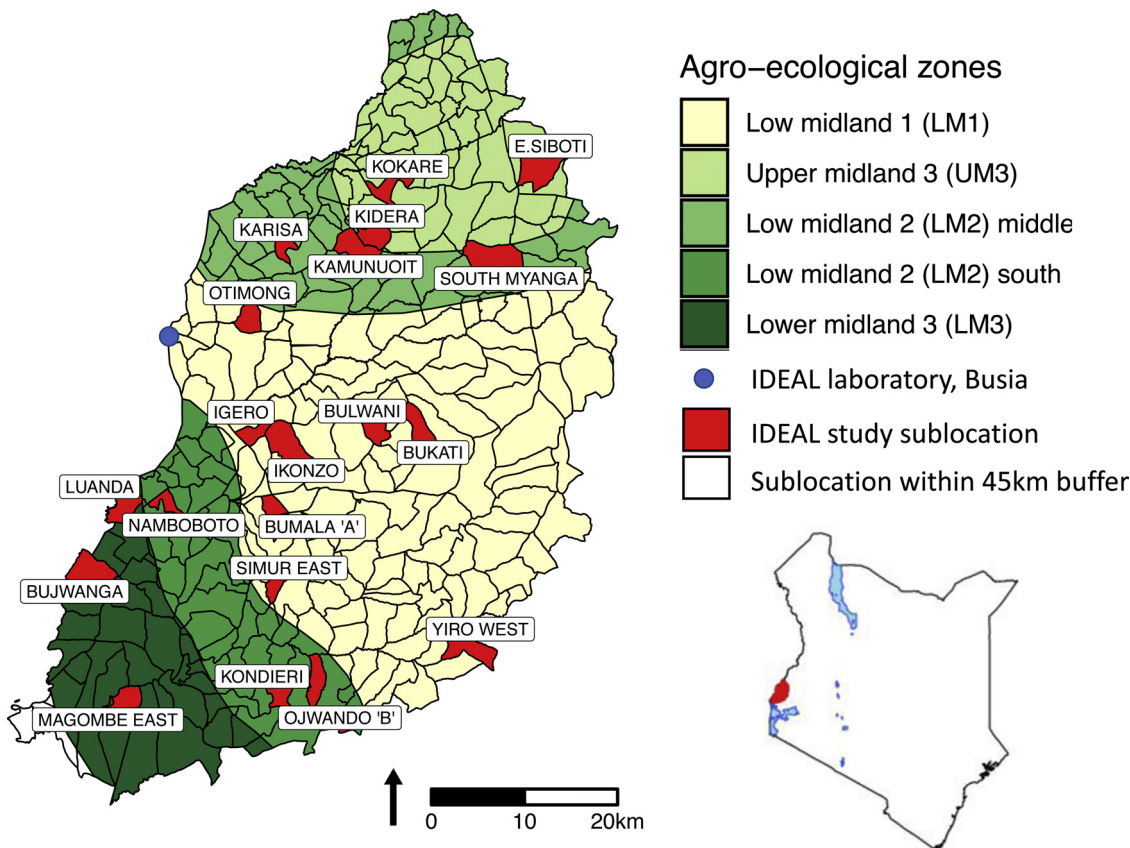 Agro-ecological zones
Low midland 1 (LM1)
Upper midland 3 (UM3)
Low midland 2 (LM2) middle
Low midland 2 (LM2) south
Lower midland 3 (LM3)
IDEAL laboratory, Busia
IDEAL study sublocation
Sublocation within 45km buffer
E.SIBOTI
KOKARE
KIDERA
KARISA
KAMUNUOIT
SOUTH MYANGA
OTIMONG
IGERO
BULWANI
BUKATI
IKONZO
LUANDA
NAMBOBOTO
BUMALA 'A'
SIMUR EAST
BUJWANGA
YIRO WEST
KONDIERI
MAGOMBE EAST
OJWANDO 'B'
0 10 20km